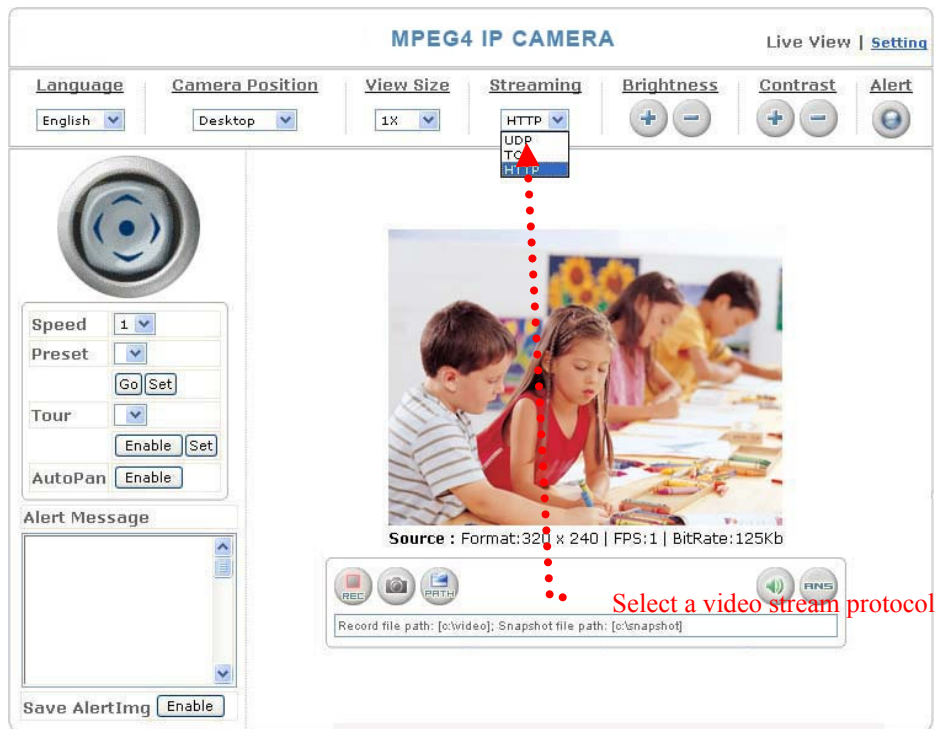 MPEG4 IP CAMERA
Live View | Setting
Language Camera Position View Size Streaming Brightness Contrast Alert
English Desktop 1X HTTP
UDP
HTTP
Speed 1
Preset
Go Set
Tour
Enable Set
AutoPan Enable
Alert Message
Source : Format:320 x 240 | FPS:1 | BitRate:125Kb
REC PATH ANS
Select a video stream protocol
Record file path: [c:\video]; Snapshot file path: [c:\snapshot]
Save AlertImg Enable